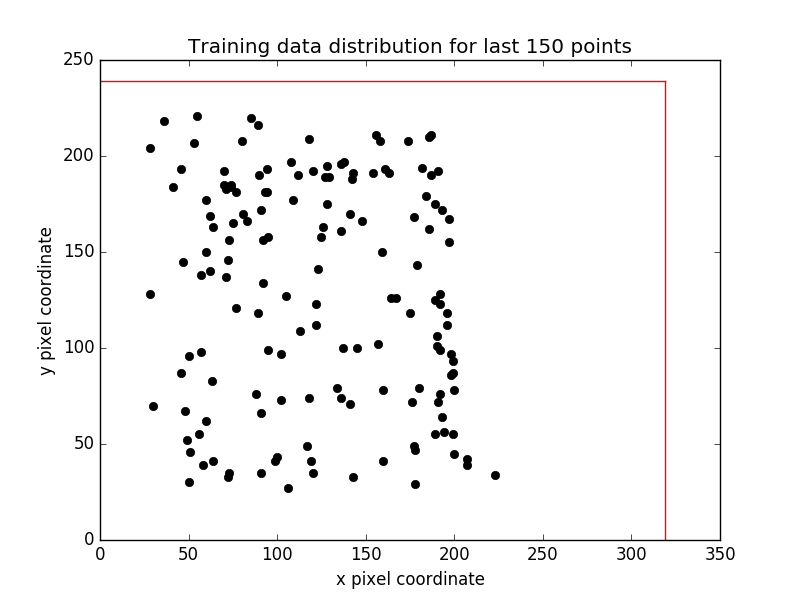 Training data distribution for last 150 points
250
200
150
100
50
0
y pixel coordinate
0 50 100 150 200 250 300 350
x pixel coordinate